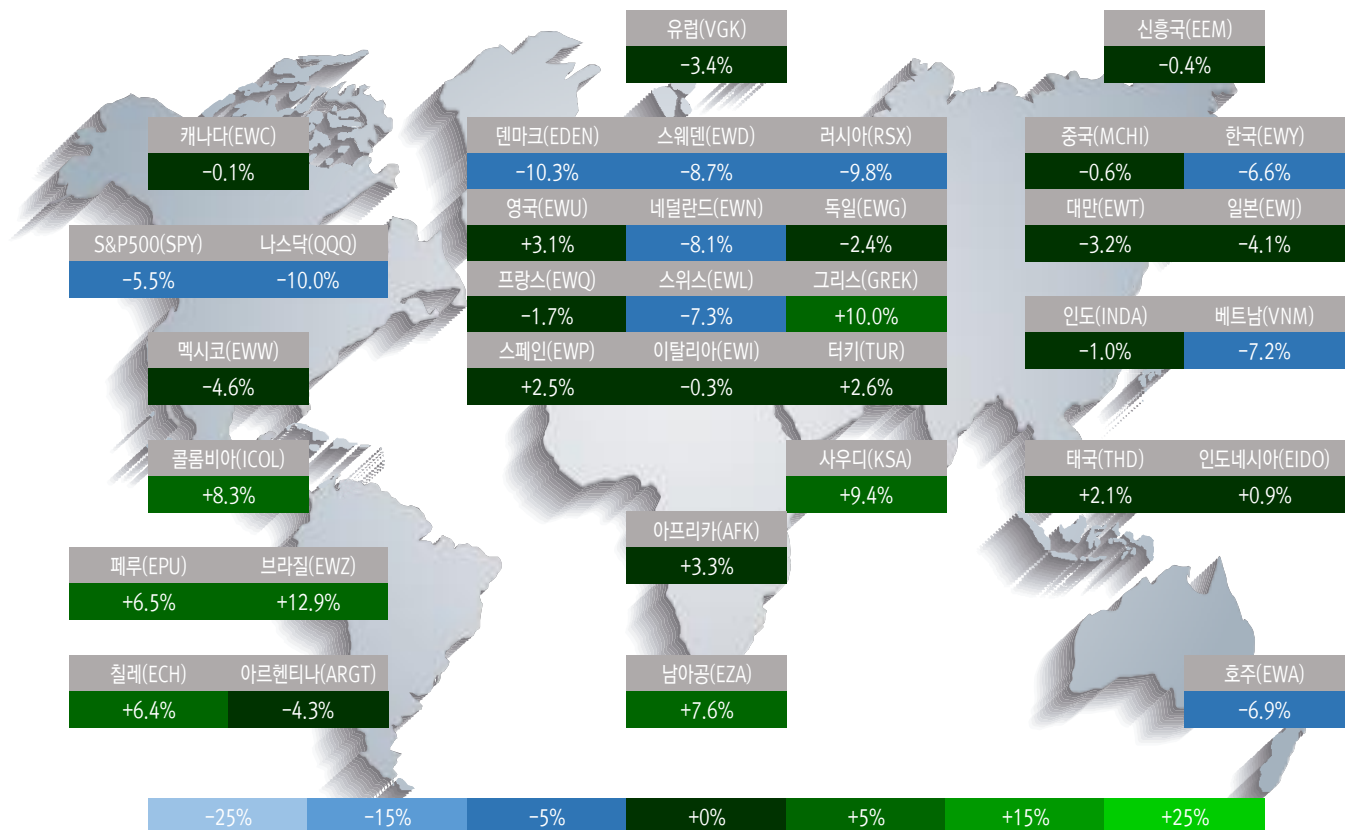 유럽(VGK) 신흥국(EEM)
-3.4% -0.4%
캐나다(EWC) 덴마크(EDEN) 스웨덴(EWD) 러시아(RSX) 중국(MCHI) 한국(EWY)
-0.1% -10.3% -8.7% -9.8% -0.6% -6.6%
영국(EWU) 네덜란드(EWN) 독일(EWG) 대만(EWT) 일본(EWJ)
+3.1% -8.1% -2.4% -3.2% -4.1%
S&P500(SPY) 나스닥(QQQ)
-5.5% -10.0%
프랑스(EWQ) 스위스(EWL) 그리스(GREK)
-1.7% -7.3% +10.0%
인도(INDA) 베트남(VNM)
-1.0% -7.2%
멕시코(EWW) 스페인(EWP) 이탈리아(EWI) 터키(TUR)
-4.6% +2.5% -0.3% +2.6%
콜롬비아(ICOL) 사우디(KSA) 태국(THD) 인도네시아(EIDO)
+8.3% +9.4% +2.1% +0.9%
아프리카(AFK)
+3.3%
페루(EPU) 브라질(EWZ)
+6.5% +12.9%
칠레(ECH) 아르헨티나(ARGT) 남아공(EZA) 호주(EWA)
+6.4% -4.3% +7.6% -6.9%
-25% -15% -5% +0% +5% +15% +25%